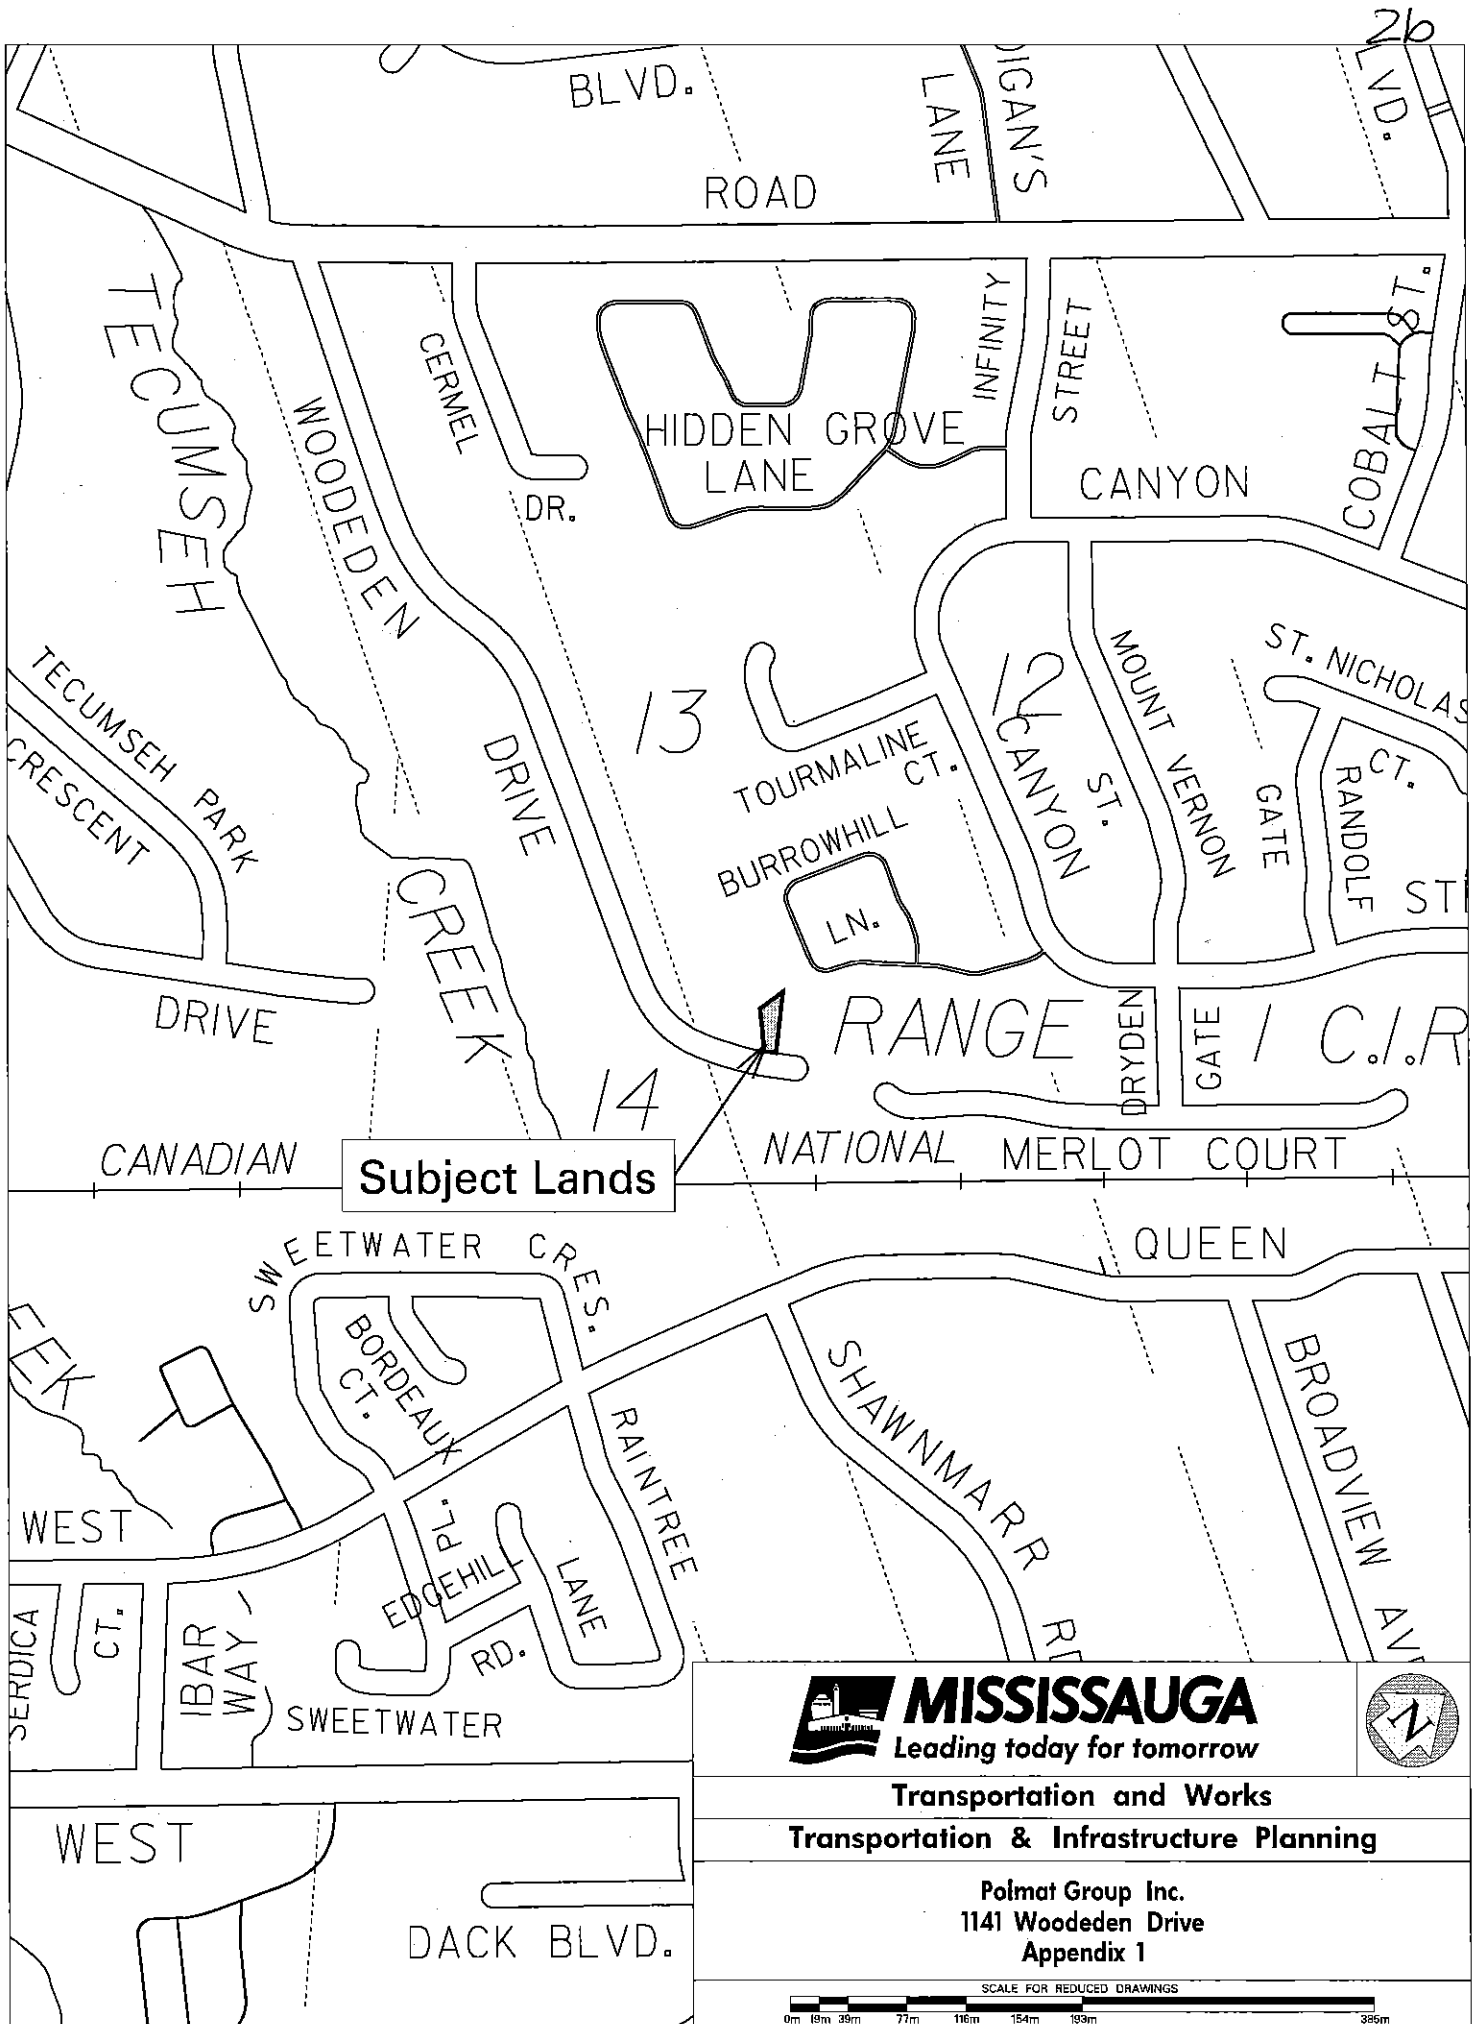 26
BLVD.
LANE
DIGAN'S
LVD.
ROAD
TECUMSEH
CREEK
WOODEDEN
DRIVE
CERMEL
DR.
HIDDEN GROVE
LANE
INFINITY
STREET
CANYON
COBALT ST.
TECUMSEH PARK
CRESCENT
DRIVE
13
12
TOURMALINE
CT.
CANYON
ST.
MOUNT VERNON
GATE
ST. NICHOLAS
CT.
RANDOLF
BURROWHILL
LN.
RANGE 1 C.I.R
DRYDEN
GATE
14
CANADIAN
NATIONAL
MERLOT COURT
Subject Lands
SWEETWATER CRES.
QUEEN
EEK
BORDEAUX
CT.
SHAWNMARR
RAINTREE
BROADVIEW
WEST
PL.
EDGEHILL
LANE
RD.
SERDICA
CT.
IBAR
WAY
SWEETWATER
WEST
DACK BLVD.
MISSISSAUGA
Leading today for tomorrow
N
Transportation and Works
Transportation & Infrastructure Planning
Polmat Group Inc.
1141 Woodeden Drive
Appendix 1
SCALE FOR REDUCED DRAWINGS
0m 19m 39m 77m 116m 154m 193m 385m